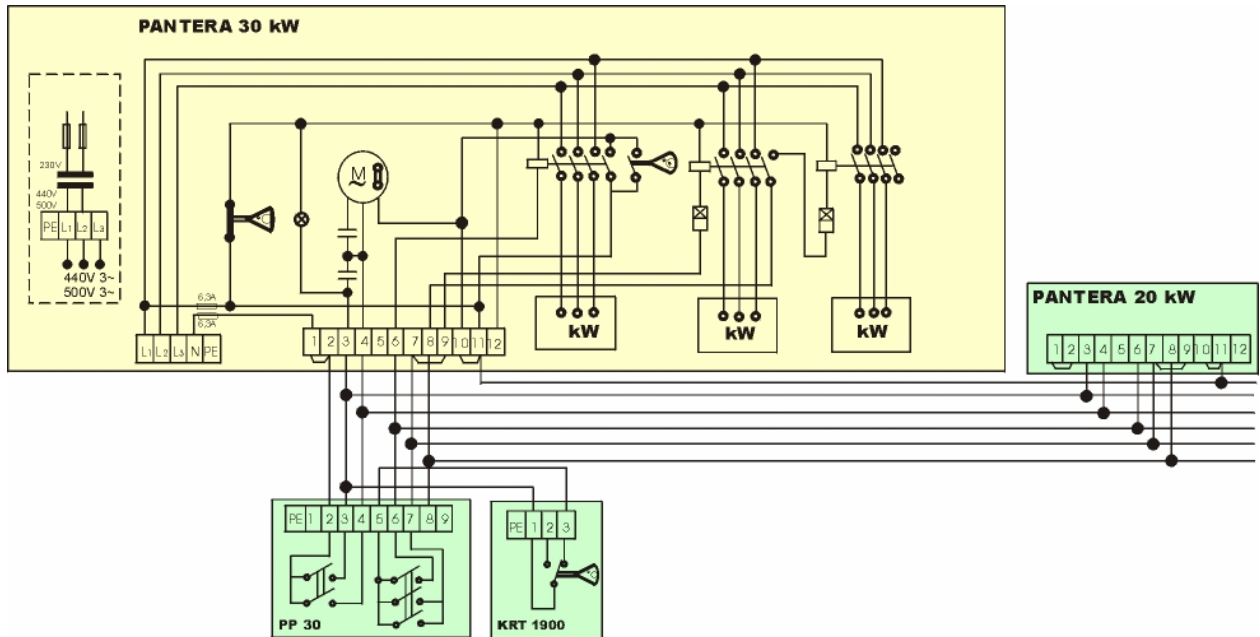 PANTERA 30 kW
230V
440V
500V
PE L1 L2 L3
440V 3~
500V 3~
M
~
6,3A
6,3A
L1 L2 L3 N PE
1 2 3 4 5 6 7 8 9 10 11 12
kW
kW
kW
PANTERA 20 kW
1 2 3 4 5 6 7 8 9 10 11 12
PE 1 2 3 4 5 6 7 8 9
PP 30
PE 1 2 3
KRT 1900